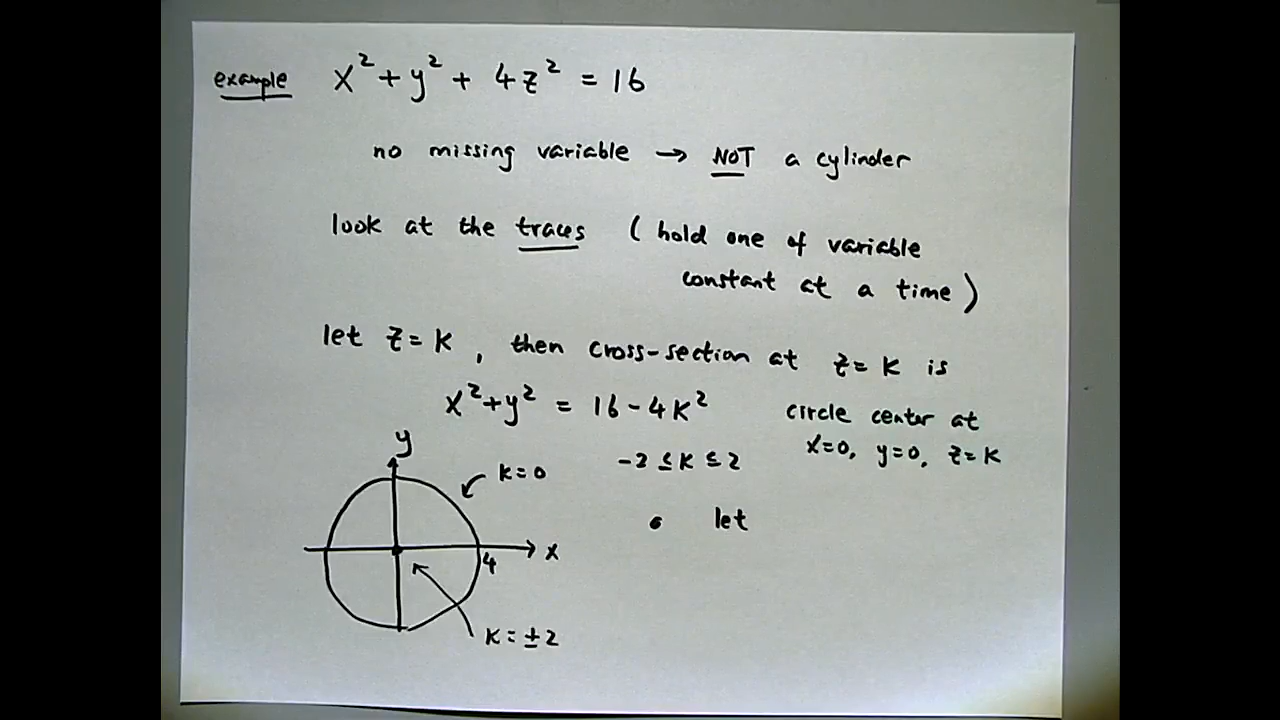 example x² + y² + 4z² = 16
no missing variable → NOT a cylinder
look at the traces ( hold one of variable
constant at a time )
let z = k , then cross-section at z = k is
x² + y² = 16 - 4k² circle center at
x=0, y=0, z=k
-2 ≤ k ≤ 2
y
k=0
• let
x
4
k = ±2